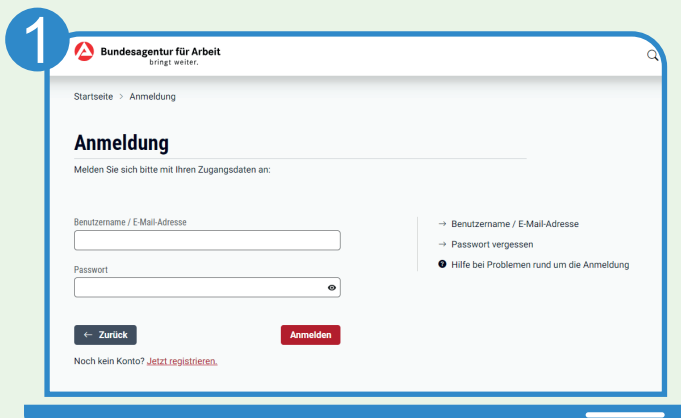 1
Bundesagentur für Arbeit
bringt weiter.
Startseite > Anmeldung
Anmeldung
Melden Sie sich bitte mit Ihren Zugangsdaten an:
Benutzername / E-Mail-Adresse
→ Benutzername / E-Mail-Adresse
→ Passwort vergessen
Passwort
? Hilfe bei Problemen rund um die Anmeldung
← Zurück
Anmelden
Noch kein Konto? Jetzt registrieren.